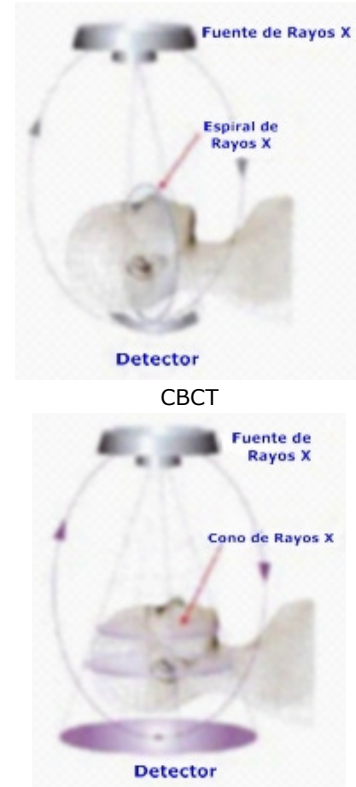 Fuente de Rayos X
Espiral de
Rayos X
Detector
CBCT
Fuente de
Rayos X
Cono de Rayos X
Detector